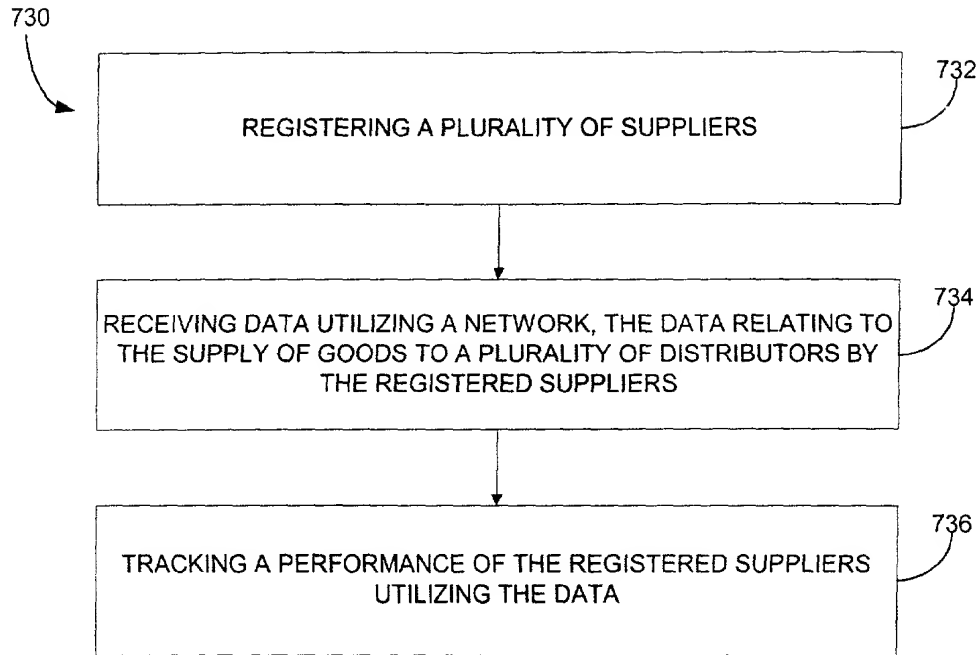 730
732
REGISTERING A PLURALITY OF SUPPLIERS
734
RECEIVING DATA UTILIZING A NETWORK, THE DATA RELATING TO
THE SUPPLY OF GOODS TO A PLURALITY OF DISTRIBUTORS BY
THE REGISTERED SUPPLIERS
736
TRACKING A PERFORMANCE OF THE REGISTERED SUPPLIERS
UTILIZING THE DATA